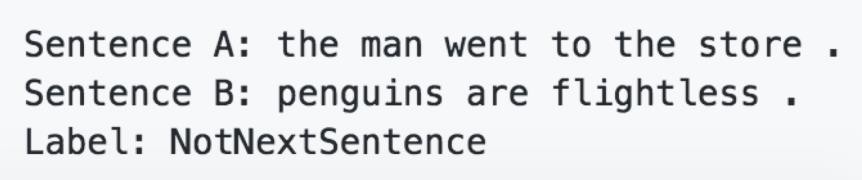 Sentence A: the man went to the store .
Sentence B: penguins are flightless .
Label: NotNextSentence